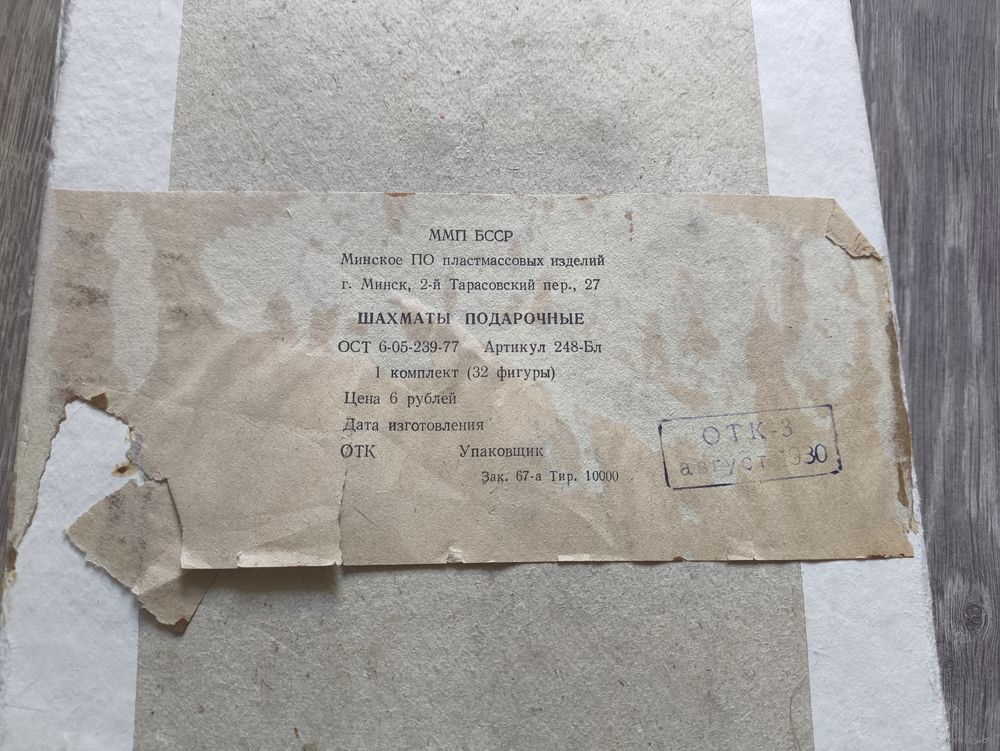 ММП БССР
Минское ПО пластмассовых изделий
г. Минск, 2-й Тарасовский пер., 27
ШАХМАТЫ ПОДАРОЧНЫЕ
ОСТ 6-05-239-77 Артикул 248-Бл
1 комплект (32 фигуры)
Цена 6 рублей
Дата изготовления
ОТК Упаковщик
Зак. 67-а Тир. 10000
ОТК-3
август